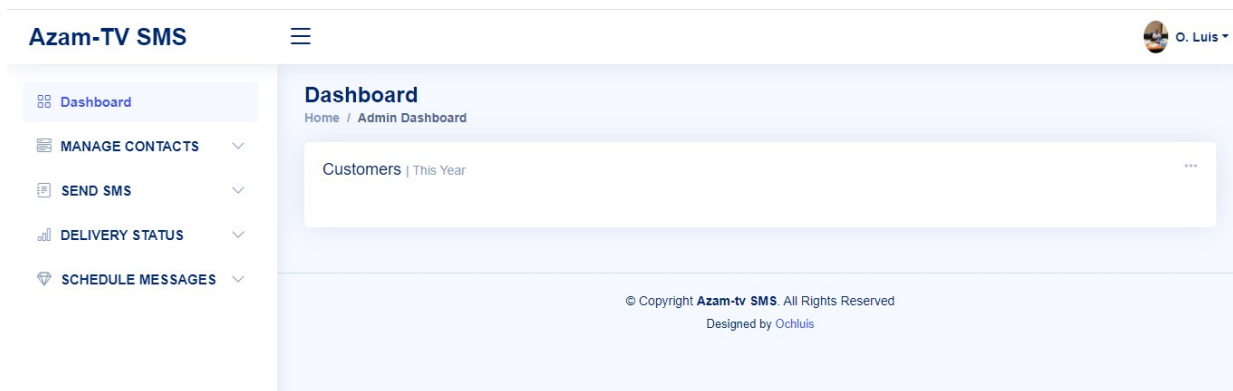 Azam-TV SMS
O. Luis
Dashboard
MANAGE CONTACTS
SEND SMS
DELIVERY STATUS
SCHEDULE MESSAGES
Dashboard
Home / Admin Dashboard
Customers | This Year
© Copyright Azam-tv SMS. All Rights Reserved
Designed by Ochluis